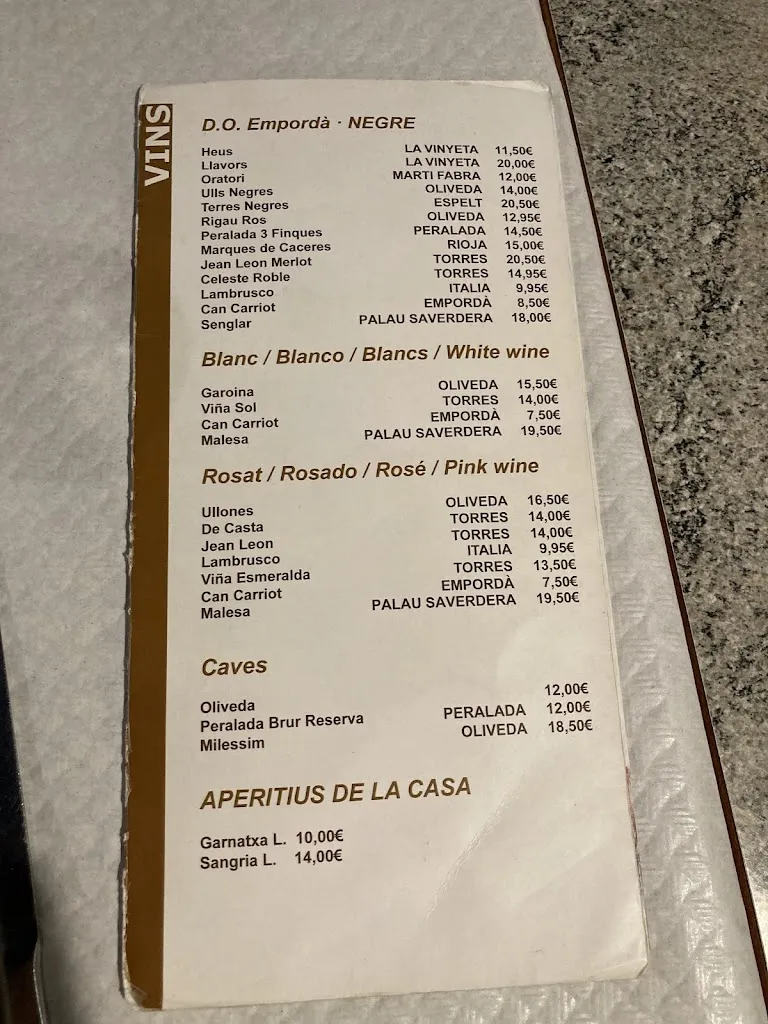 VINS
D.O. Empordà · NEGRE
Heus LA VINYETA 11,50€
Llavors LA VINYETA 20,00€
Oratori MARTI FABRA 12,00€
Ulls Negres OLIVEDA 14,00€
Terres Negres ESPELT 20,50€
Rigau Ros OLIVEDA 12,95€
Peralada 3 Finques PERALADA 14,50€
Marques de Caceres RIOJA 15,00€
Jean Leon Merlot TORRES 20,50€
Celeste Roble TORRES 14,95€
Lambrusco ITALIA 9,95€
Can Carriot EMPORDÀ 8,50€
Senglar PALAU SAVERDERA 18,00€
Blanc / Blanco / Blancs / White wine
Garoina OLIVEDA 15,50€
Viña Sol TORRES 14,00€
Can Carriot EMPORDÀ 7,50€
Malesa PALAU SAVERDERA 19,50€
Rosat / Rosado / Rosé / Pink wine
Ullones OLIVEDA 16,50€
De Casta TORRES 14,00€
Jean Leon TORRES 14,00€
Lambrusco ITALIA 9,95€
Viña Esmeralda TORRES 13,50€
Can Carriot EMPORDÀ 7,50€
Malesa PALAU SAVERDERA 19,50€
Caves
Oliveda 12,00€
Peralada Brur Reserva PERALADA 12,00€
Milessim OLIVEDA 18,50€
APERITIUS DE LA CASA
Garnatxa L. 10,00€
Sangria L. 14,00€